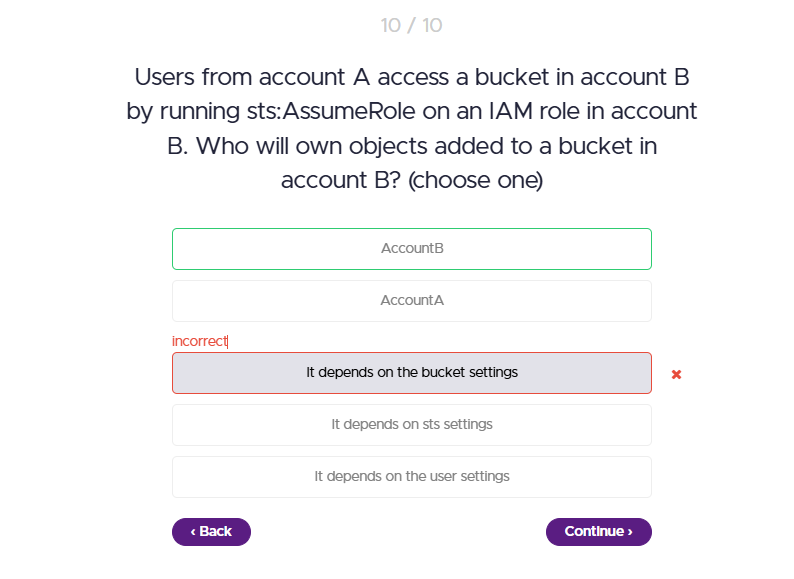 10 / 10
Users from account A access a bucket in account B
by running sts:AssumeRole on an IAM role in account
B. Who will own objects added to a bucket in
account B? (choose one)
AccountB
AccountA
incorrect
It depends on the bucket settings
It depends on sts settings
It depends on the user settings
‹ Back
Continue ›